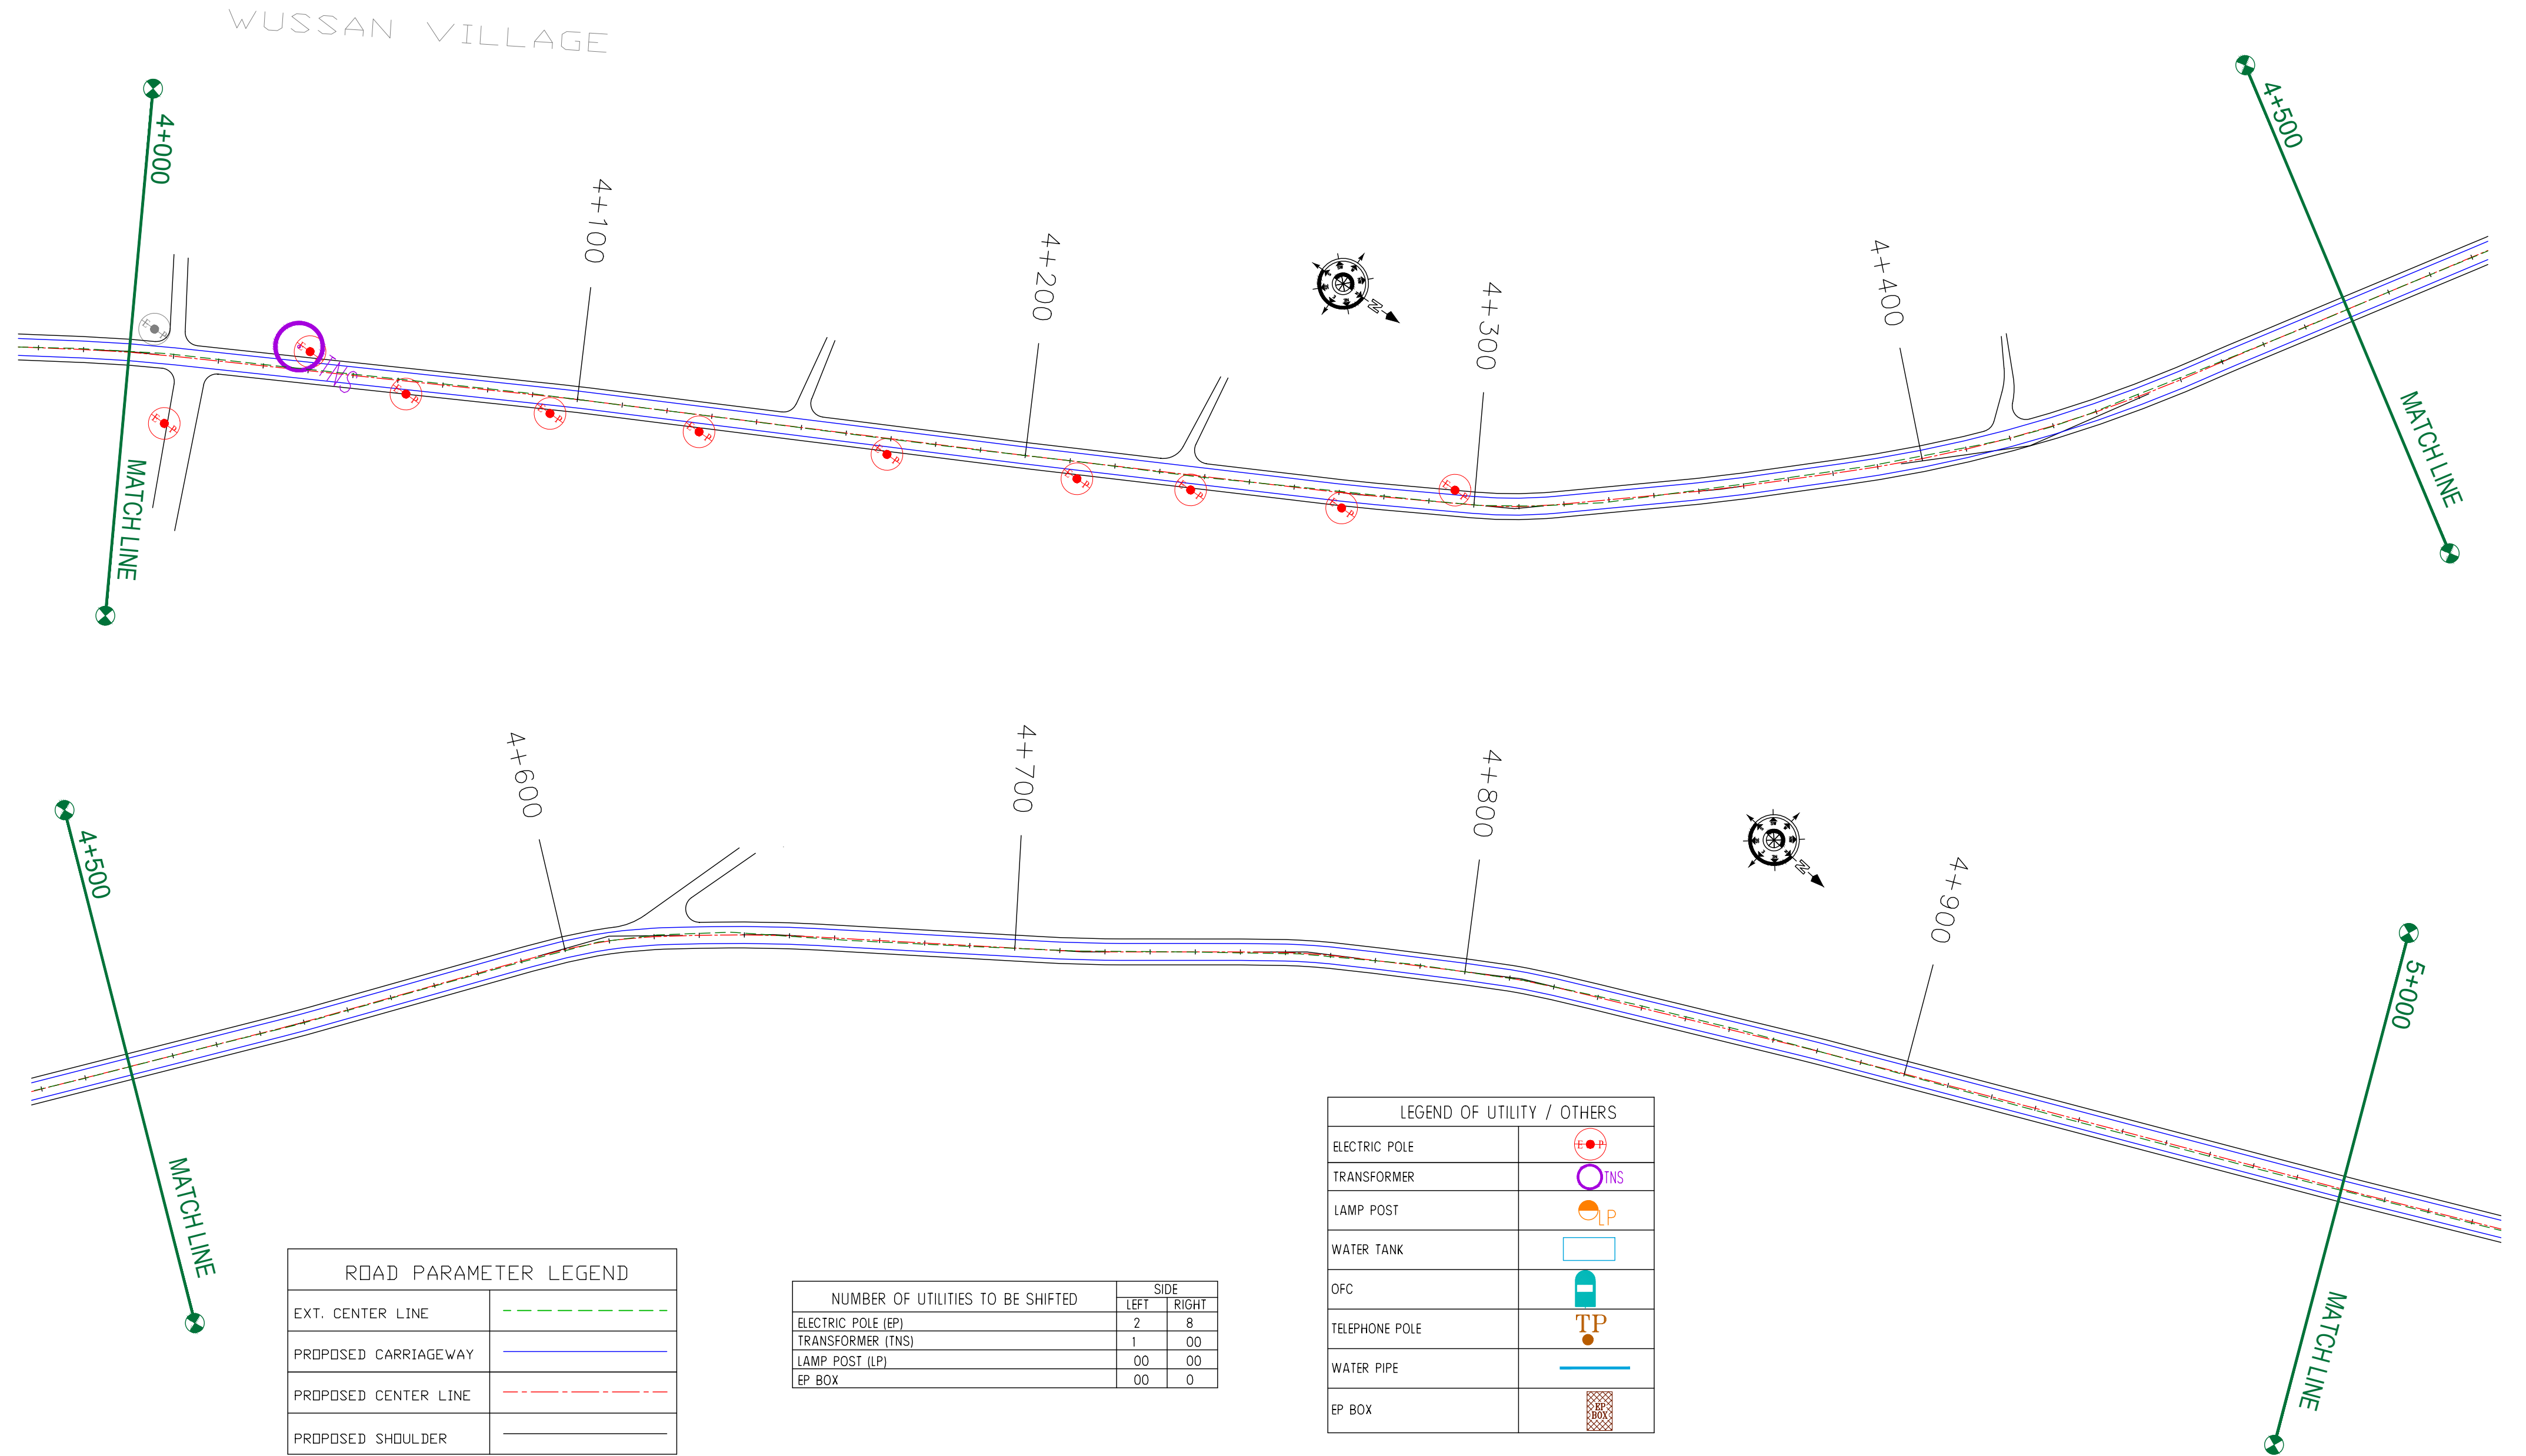 WUSSAN VILLAGE
4+000
MATCH LINE
4+100
4+200
4+300
4+400
4+500
MATCH LINE
E P
E P
TNS
E P
E P
E P
E P
E P
E P
E P
E P
E P
N
4+500
MATCH LINE
4+600
4+700
4+800
4+900
5+000
MATCH LINE
N
ROAD PARAMETER LEGEND
EXT. CENTER LINE
PROPOSED CARRIAGEWAY
PROPOSED CENTER LINE
PROPOSED SHOULDER
NUMBER OF UTILITIES TO BE SHIFTED SIDE
LEFT RIGHT
ELECTRIC POLE (EP) 2 8
TRANSFORMER (TNS) 1 00
LAMP POST (LP) 00 00
EP BOX 00 0
LEGEND OF UTILITY / OTHERS
ELECTRIC POLE E P
TRANSFORMER TNS
LAMP POST LP
WATER TANK
OFC
TELEPHONE POLE TP
WATER PIPE
EP BOX EP BOX